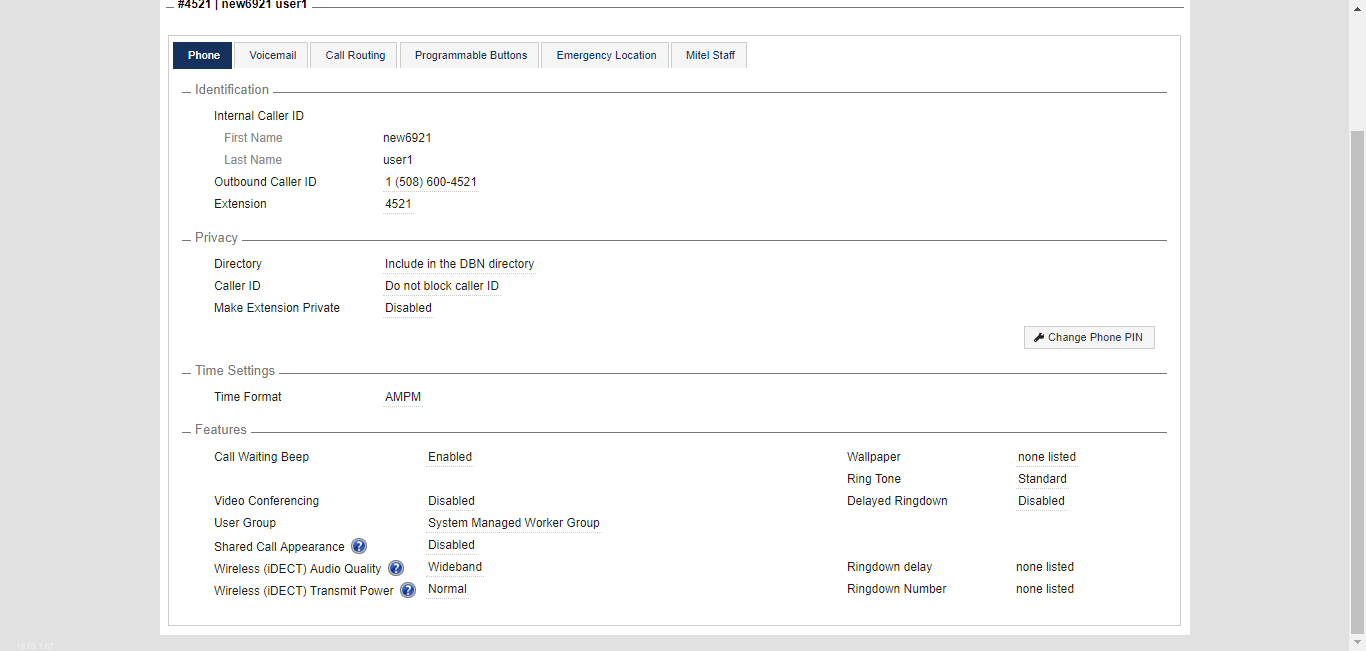 #4521 | new6921 user1
Phone Voicemail Call Routing Programmable Buttons Emergency Location Mitel Staff
Identification
Internal Caller ID
First Name new6921
Last Name user1
Outbound Caller ID 1 (508) 600-4521
Extension 4521
Privacy
Directory Include in the DBN directory
Caller ID Do not block caller ID
Make Extension Private Disabled
Change Phone PIN
Time Settings
Time Format AMPM
Features
Call Waiting Beep Enabled Wallpaper none listed
Ring Tone Standard
Video Conferencing Disabled Delayed Ringdown Disabled
User Group System Managed Worker Group
Shared Call Appearance ? Disabled
Wireless (iDECT) Audio Quality ? Wideband Ringdown delay none listed
Wireless (iDECT) Transmit Power ? Normal Ringdown Number none listed